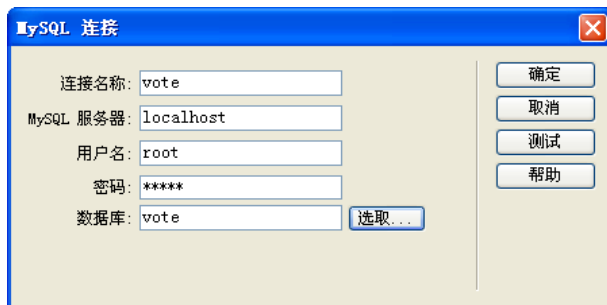 MySQL 连接
连接名称: vote
MySQL 服务器: localhost
用户名: root
密码: *****
数据库: vote
选取...
确定
取消
测试
帮助